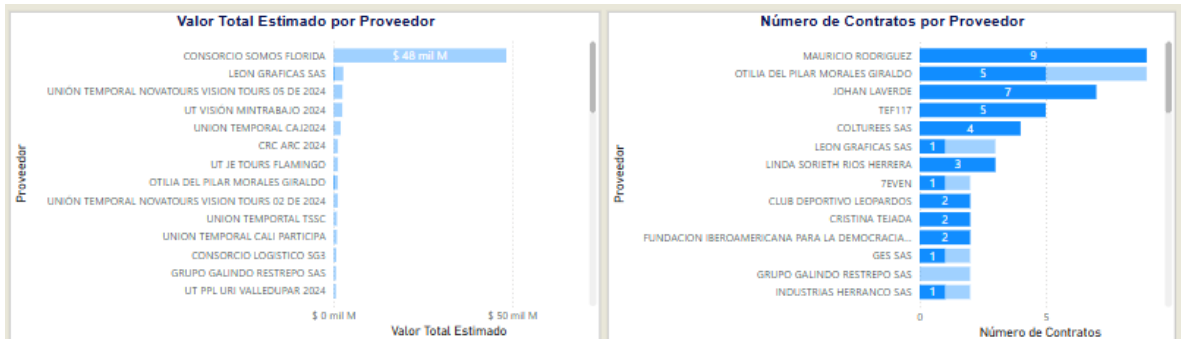 Valor Total Estimado por Proveedor
Proveedor
CONSORCIO SOMOS FLORIDA $ 48 mil M
LEON GRAFICAS SAS
UNIÓN TEMPORAL NOVATOURS VISION TOURS 05 DE 2024
UT VISIÓN MINTRABAJO 2024
UNION TEMPORAL CAJ2024
CRC ARC 2024
UT JE TOURS FLAMINGO
OTILIA DEL PILAR MORALES GIRALDO
UNIÓN TEMPORAL NOVATOURS VISION TOURS 02 DE 2024
UNION TEMPORTAL TSSC
UNION TEMPORAL CALI PARTICIPA
CONSORCIO LOGISTICO SG3
GRUPO GALINDO RESTREPO SAS
UT PPL URI VALLEDUPAR 2024
$ 0 mil M $ 50 mil M
Valor Total Estimado
Número de Contratos por Proveedor
Proveedor
MAURICIO RODRIGUEZ 9
OTILIA DEL PILAR MORALES GIRALDO 5
JOHAN LAVERDE 7
TEF117 5
COLTUREES SAS 4
LEON GRAFICAS SAS 1
LINDA SORIETH RIOS HERRERA 3
7EVEN 1
CLUB DEPORTIVO LEOPARDOS 2
CRISTINA TEJADA 2
FUNDACION IBEROAMERICANA PARA LA DEMOCRACIA... 2
GES SAS 1
GRUPO GALINDO RESTREPO SAS
INDUSTRIAS HERRANCO SAS 1
0 5
Número de Contratos